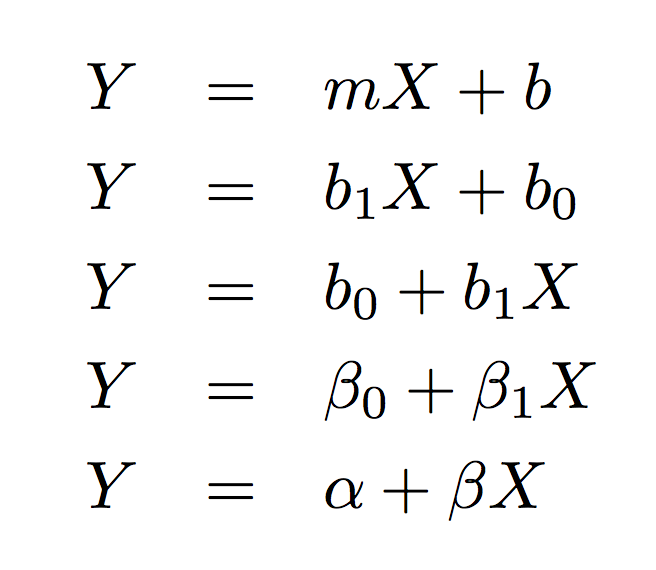 Y = mX + b
Y = b₁X + b₀
Y = b₀ + b₁X
Y = β₀ + β₁X
Y = α + βX